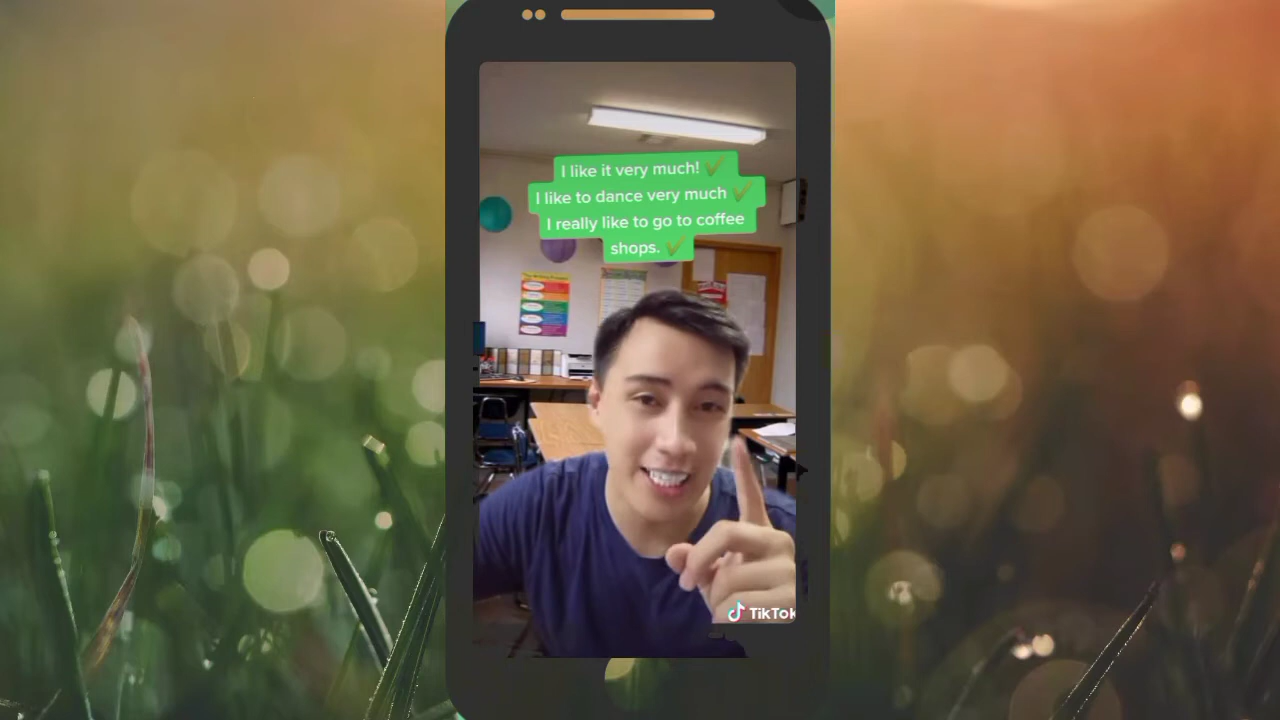 I like it very much! ✔
I like to dance very much ✔
I really like to go to coffee
shops. ✔
TikTok